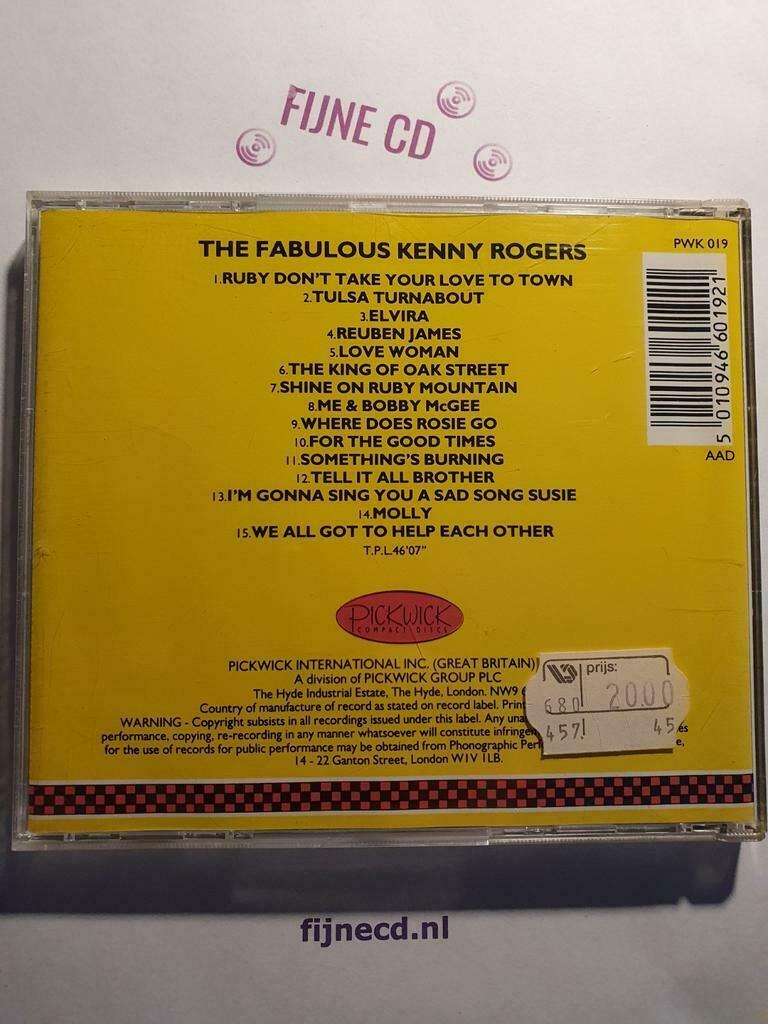 FIJNE CD
THE FABULOUS KENNY ROGERS
PWK 019
1.RUBY DON'T TAKE YOUR LOVE TO TOWN
2.TULSA TURNABOUT
3.ELVIRA
4.REUBEN JAMES
5.LOVE WOMAN
6.THE KING OF OAK STREET
7.SHINE ON RUBY MOUNTAIN
8.ME & BOBBY McGEE
9.WHERE DOES ROSIE GO
10.FOR THE GOOD TIMES
11.SOMETHING'S BURNING
12.TELL IT ALL BROTHER
13.I'M GONNA SING YOU A SAD SONG SUSIE
14.MOLLY
15.WE ALL GOT TO HELP EACH OTHER
T.P.L.46'07"
5 010946 601921
AAD
PICKWICK
COMPACT DISCS
PICKWICK INTERNATIONAL INC. (GREAT BRITAIN)
A division of PICKWICK GROUP PLC
The Hyde Industrial Estate, The Hyde, London. NW9
Country of manufacture of record as stated on record label.
WARNING - Copyright subsists in all recordings issued under this label. Any
performance, copying, re-recording in any manner whatsoever will constitute
for the use of records for public performance may be obtained from Phonographic
14 - 22 Ganton Street, London W1V 1LB.
prijs:
680 20.00
457! 45
fijnecd.nl